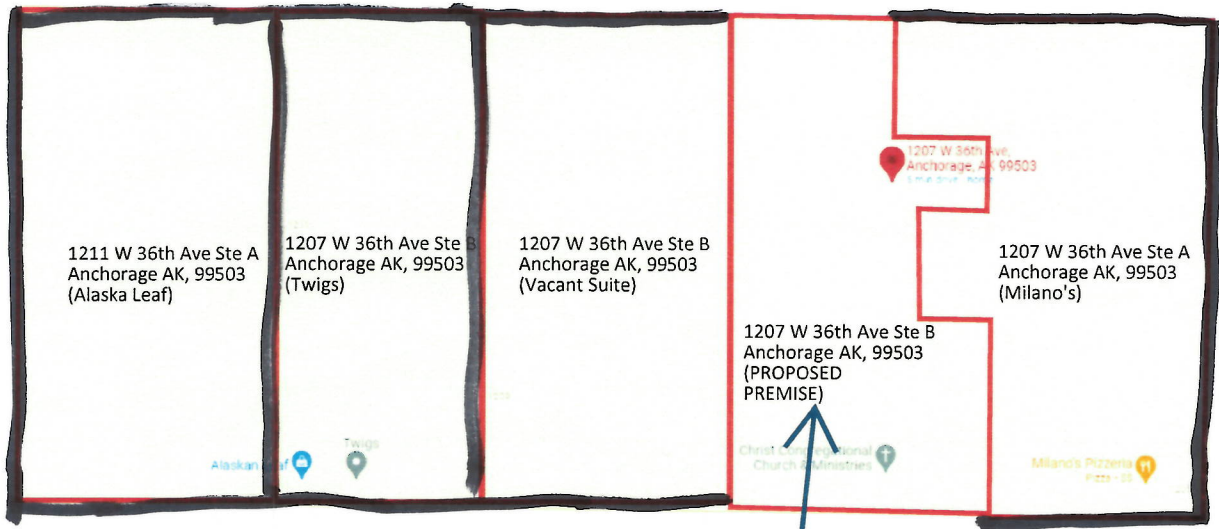 1211 W 36th Ave Ste A
Anchorage AK, 99503
(Alaska Leaf)
1207 W 36th Ave Ste B
Anchorage AK, 99503
(Twigs)
1207 W 36th Ave Ste B
Anchorage AK, 99503
(Vacant Suite)
1207 W 36th Ave,
Anchorage, AK 99503
1207 W 36th Ave Ste B
Anchorage AK, 99503
(PROPOSED
PREMISE)
1207 W 36th Ave Ste A
Anchorage AK, 99503
(Milano's)
Alaskan Leaf
Twigs
Christ Congregational
Church & Ministries
Milano's Pizzeria